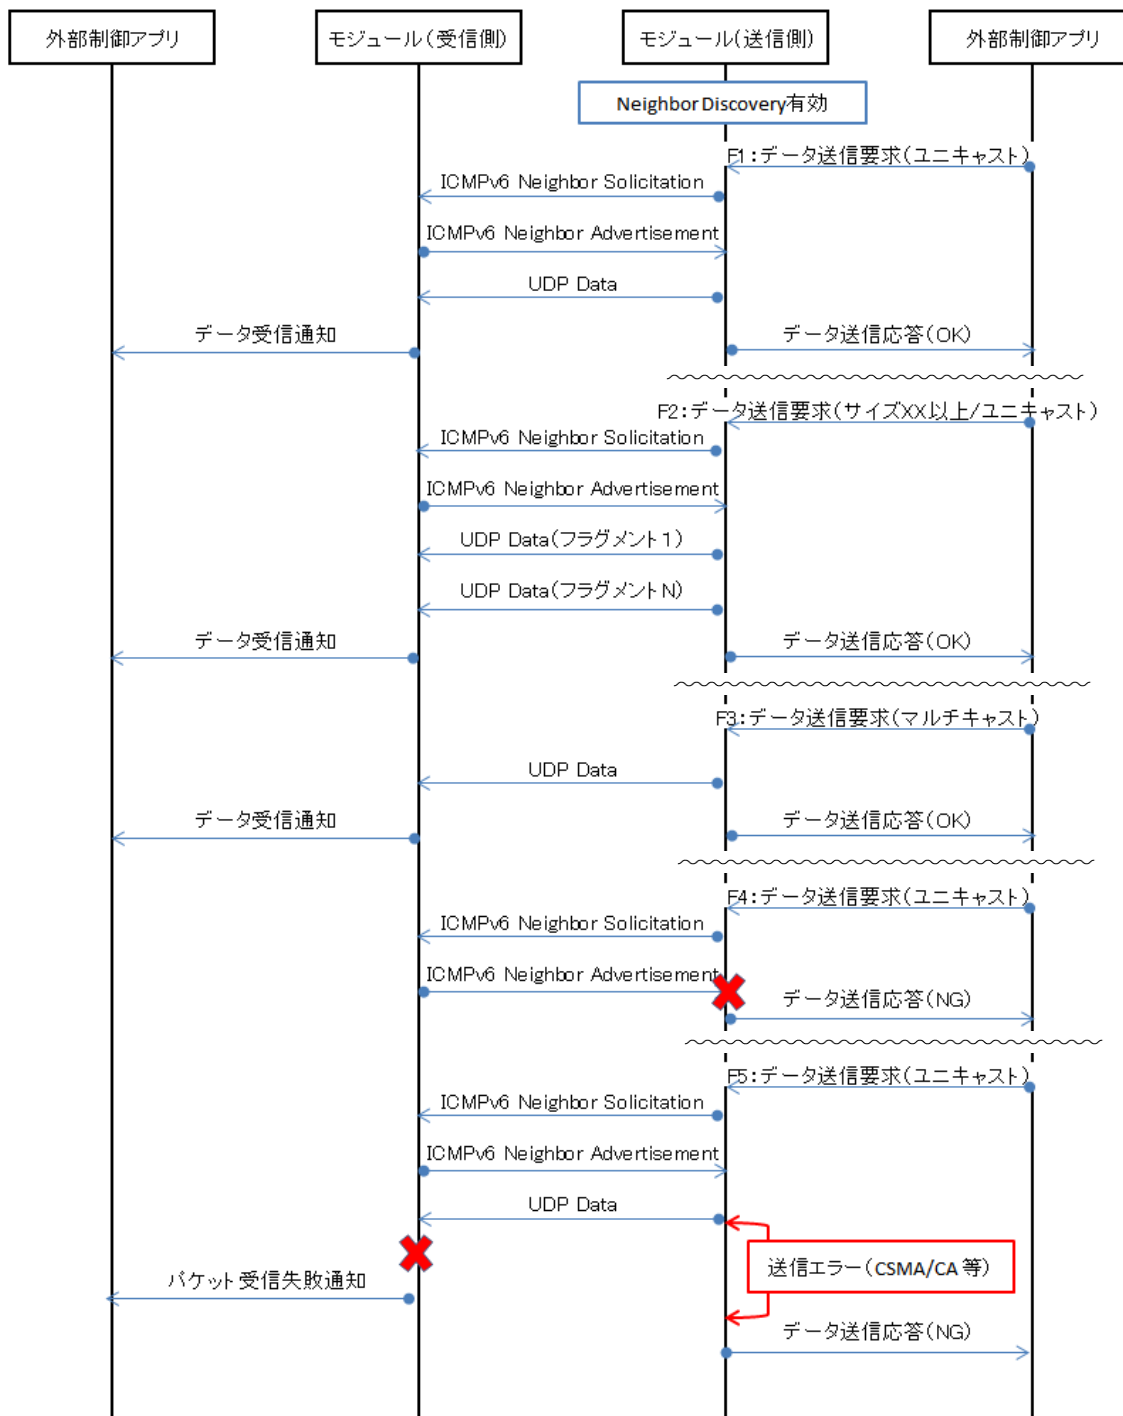 外部制御アプリ
モジュール(受信側)
モジュール(送信側)
外部制御アプリ
Neighbor Discovery有効
F1:データ送信要求(ユニキャスト)
ICMPv6 Neighbor Solicitation
ICMPv6 Neighbor Advertisement
UDP Data
データ受信通知
データ送信応答(OK)
F2:データ送信要求(サイズXX以上/ユニキャスト)
ICMPv6 Neighbor Solicitation
ICMPv6 Neighbor Advertisement
UDP Data(フラグメント1)
UDP Data(フラグメントN)
データ受信通知
データ送信応答(OK)
F3:データ送信要求(マルチキャスト)
UDP Data
データ受信通知
データ送信応答(OK)
F4:データ送信要求(ユニキャスト)
ICMPv6 Neighbor Solicitation
ICMPv6 Neighbor Advertisement
データ送信応答(NG)
F5:データ送信要求(ユニキャスト)
ICMPv6 Neighbor Solicitation
ICMPv6 Neighbor Advertisement
UDP Data
送信エラー(CSMA/CA 等)
パケット受信失敗通知
データ送信応答(NG)